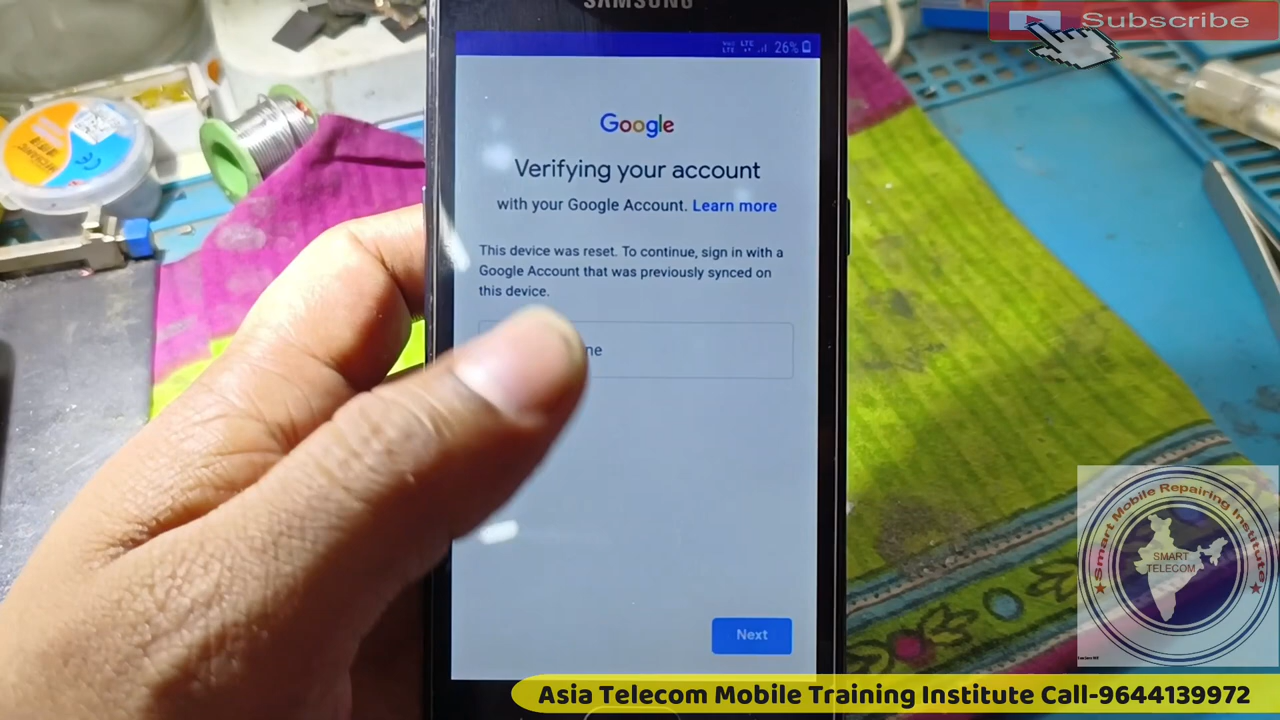 SAMSUNG
Subscribe
LTE 26%
Google
Verifying your account
with your Google Account. Learn more
This device was reset. To continue, sign in with a
Google Account that was previously synced on
this device.
ne
Next
Smart Mobile Repairing Institute
SMART
TELECOM
Asia Telecom Mobile Training Institute Call-9644139972